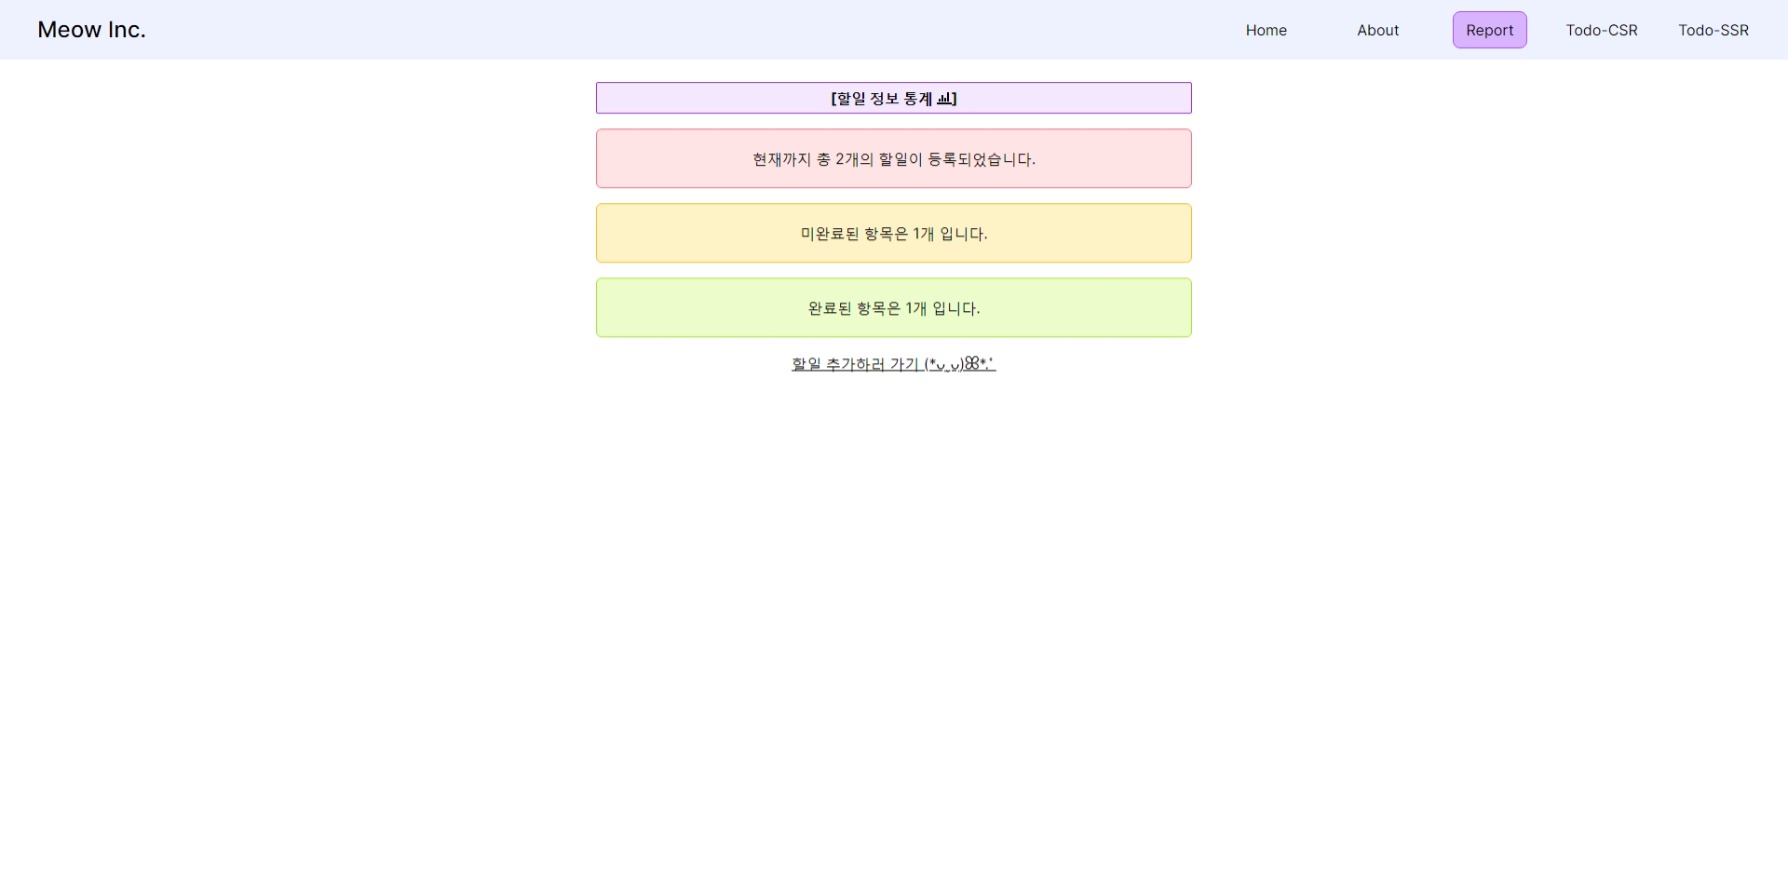 Meow Inc.
Home About Report Todo-CSR Todo-SSR
[할일 정보 통계 📊]
현재까지 총 2개의 할일이 등록되었습니다.
미완료된 항목은 1개 입니다.
완료된 항목은 1개 입니다.
할일 추가하러 가기 (*ᴗ͈ˬᴗ͈)ꕤ*.ﾟ